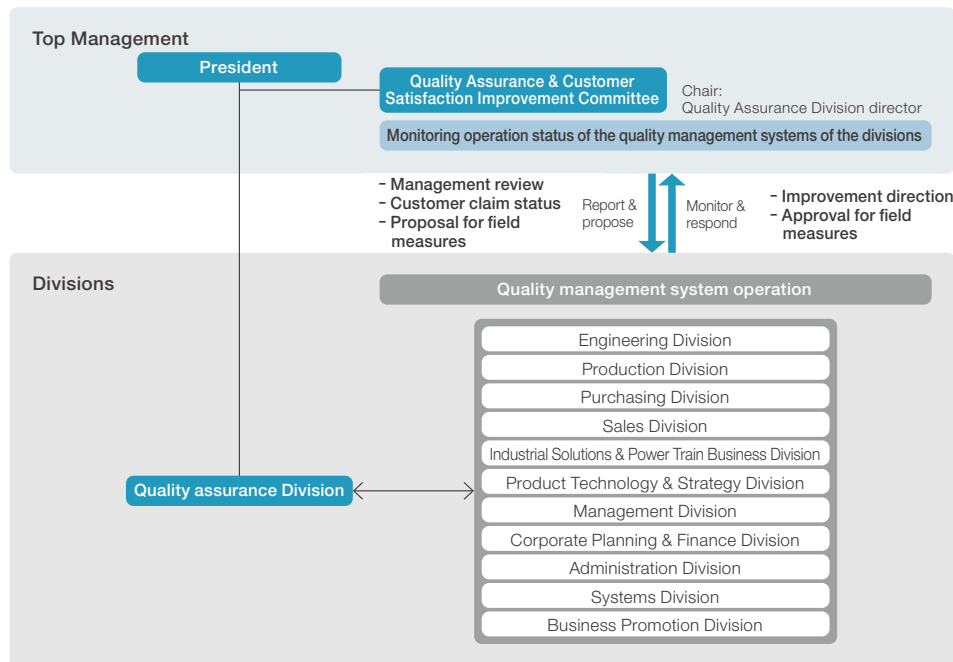 Top Management
President
Quality Assurance & Customer
Satisfaction Improvement Committee
Chair:
Quality Assurance Division director
Monitoring operation status of the quality management systems of the divisions
- Management review
- Customer claim status
- Proposal for field
measures
Report &
propose
Monitor &
respond
- Improvement direction
- Approval for field
measures
Divisions
Quality management system operation
Engineering Division
Production Division
Purchasing Division
Sales Division
Industrial Solutions & Power Train Business Division
Quality assurance Division
Product Technology & Strategy Division
Management Division
Corporate Planning & Finance Division
Administration Division
Systems Division
Business Promotion Division